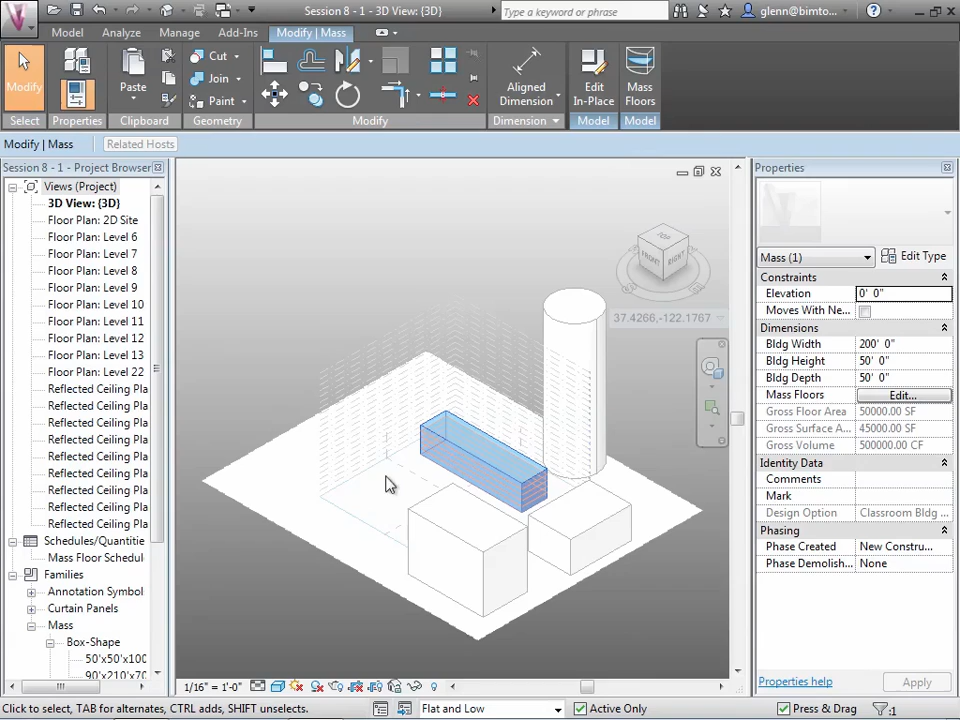 Session 8 - 1 - 3D View: {3D}
Type a keyword or phrase
glenn@bimto...
Model
Analyze
Manage
Add-Ins
Modify | Mass
Modify
Paste
Cut
Join
Paint
Aligned
Dimension
Edit
In-Place
Mass
Floors
Select
Properties
Clipboard
Geometry
Modify
Dimension
Model
Model
Modify | Mass
Related Hosts
Session 8 - 1 - Project Browser
Views (Project)
3D View: {3D}
Floor Plan: 2D Site
Floor Plan: Level 6
Floor Plan: Level 7
Floor Plan: Level 8
Floor Plan: Level 9
Floor Plan: Level 10
Floor Plan: Level 11
Floor Plan: Level 12
Floor Plan: Level 13
Floor Plan: Level 22
Reflected Ceiling Pla
Reflected Ceiling Pla
Reflected Ceiling Pla
Reflected Ceiling Pla
Reflected Ceiling Pla
Reflected Ceiling Pla
Reflected Ceiling Pla
Reflected Ceiling Pla
Reflected Ceiling Pla
Schedules/Quantitie
Mass Floor Schedul
Families
Annotation Symbol
Curtain Panels
Mass
Box-Shape
50'x50'x100
90'x210'x70
TOP
FRONT
RIGHT
37.4266,-122.1767
Properties
Mass (1)
Edit Type
Constraints
Elevation 0' 0"
Moves With Ne...
Dimensions
Bldg Width 200' 0"
Bldg Height 50' 0"
Bldg Depth 50' 0"
Mass Floors Edit...
Gross Floor Area 50000.00 SF
Gross Surface A... 45000.00 SF
Gross Volume 500000.00 CF
Identity Data
Comments
Mark
Design Option Classroom Bldg ...
Phasing
Phase Created New Constru...
Phase Demolish... None
Properties help
Apply
1/16" = 1'-0"
Click to select, TAB for alternates, CTRL adds, SHIFT unselects.
Flat and Low
Active Only
Press & Drag
:1